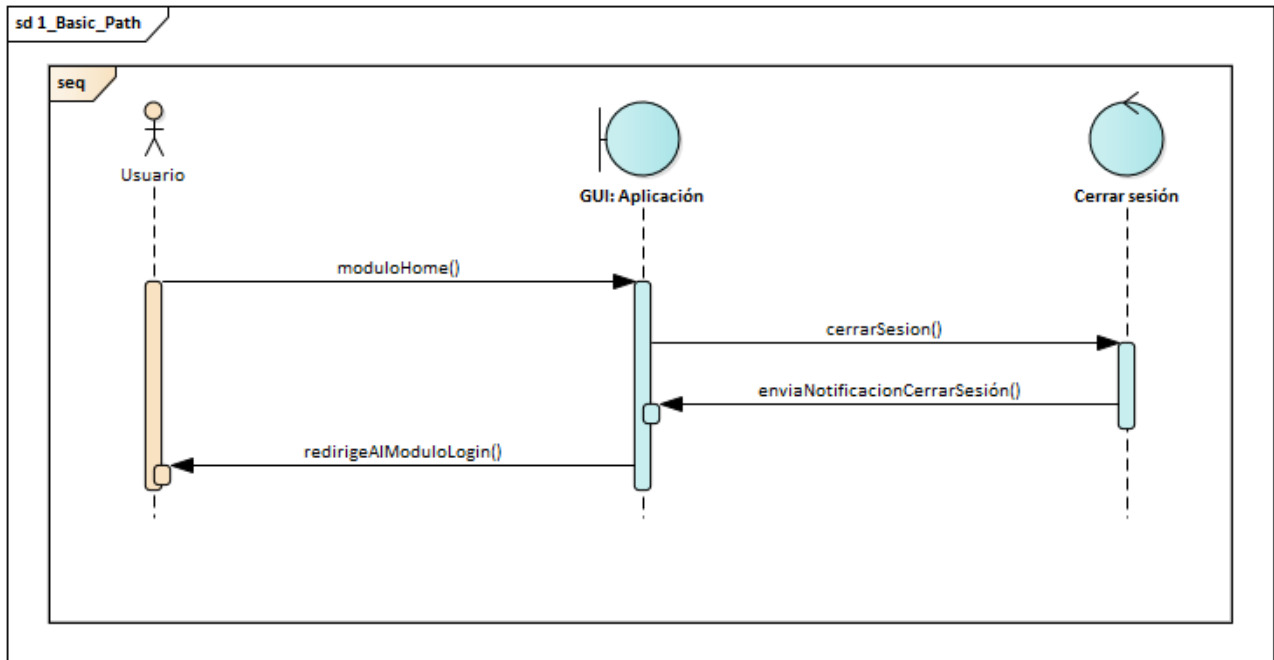 sd 1_Basic_Path
seq
Usuario
GUI: Aplicación
Cerrar sesión
moduloHome()
cerrarSesion()
enviaNotificacionCerrarSesión()
redirigeAlModuloLogin()